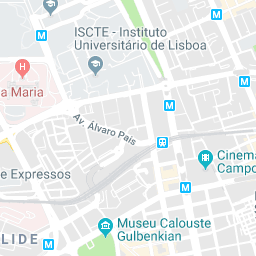 M
ISCTE - Instituto
Universitário de Lisboa
H
a Maria
M
Av. Álvaro Pais
Cinema
Campo
e Expressos
M
M
LIDE
Museu Calouste
Gulbenkian